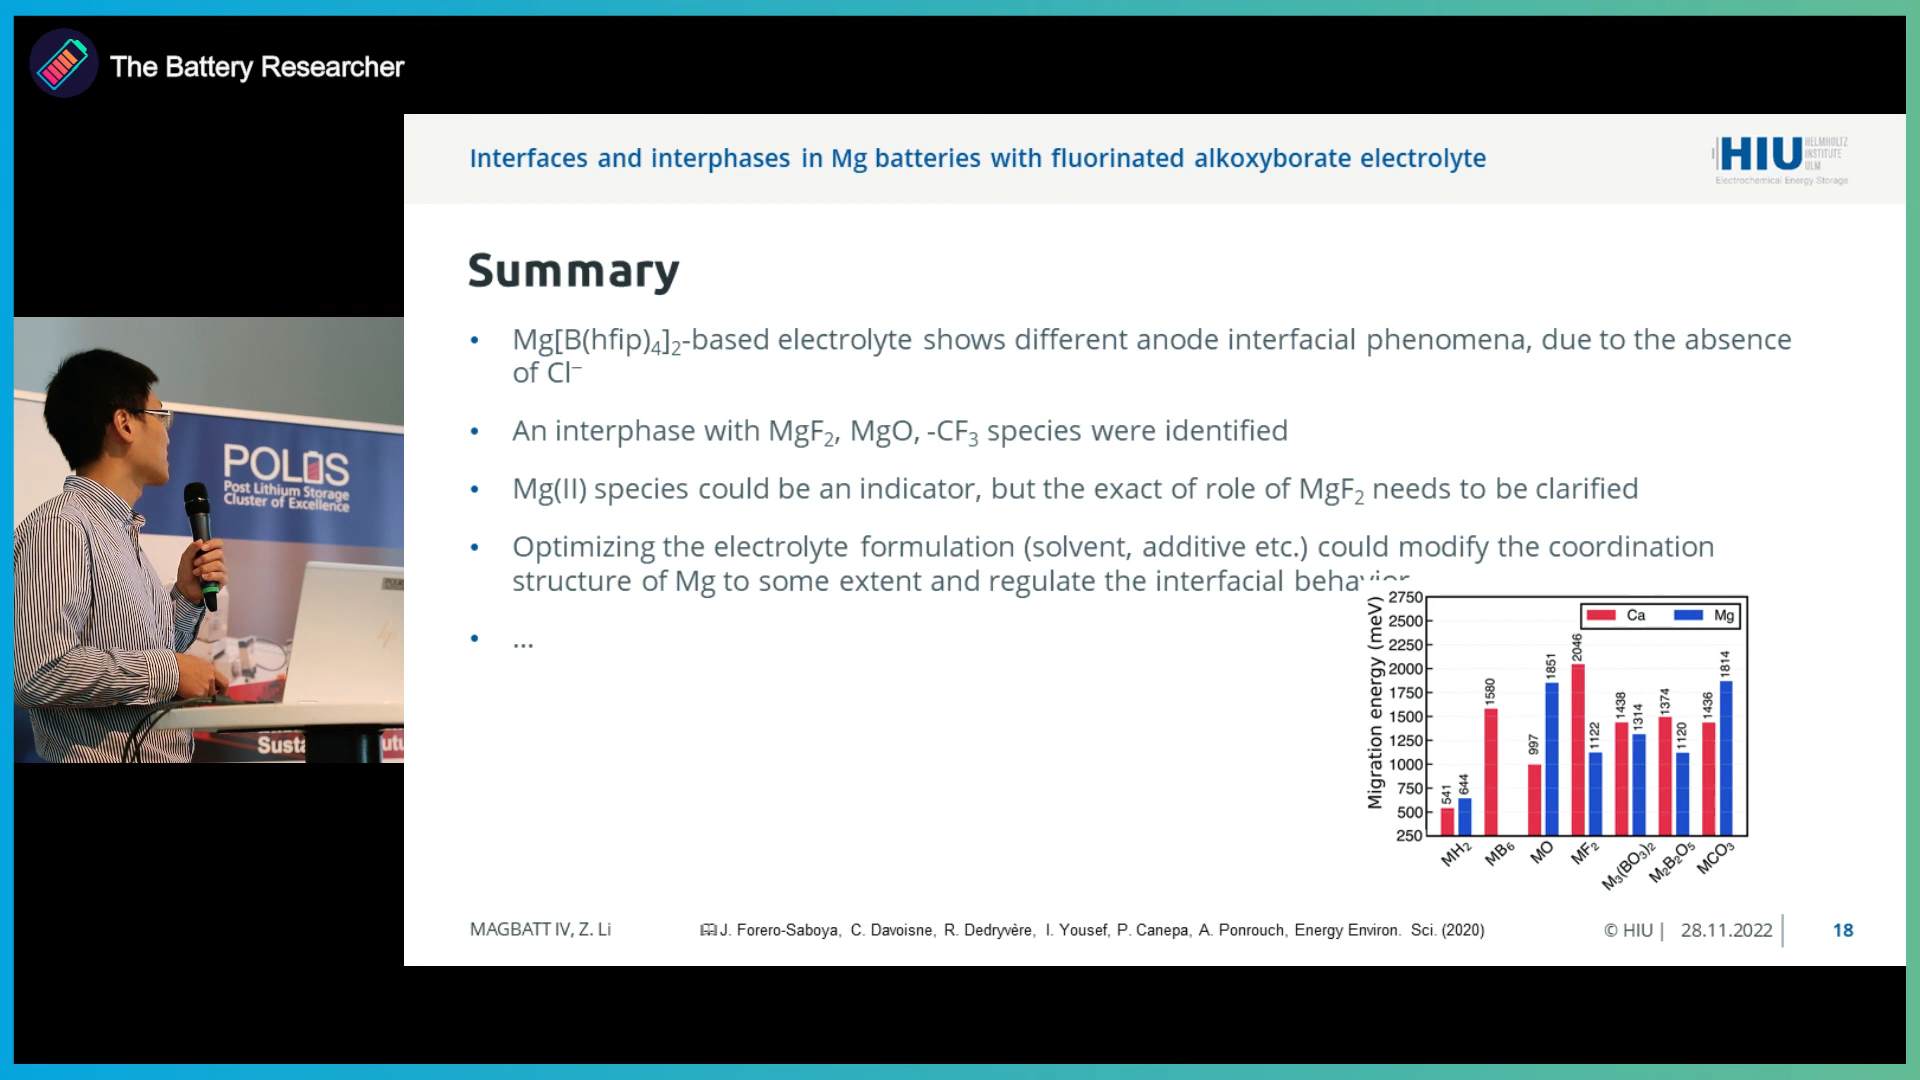 The Battery Researcher
Interfaces and interphases in Mg batteries with fluorinated alkoxyborate electrolyte
HIU
HELMHOLTZ
INSTITUTE
ULM
Electrochemical Energy Storage
Summary
• Mg[B(hfip)₄]₂-based electrolyte shows different anode interfacial phenomena, due to the absence
of Cl⁻
• An interphase with MgF₂, MgO, -CF₃ species were identified
• Mg(II) species could be an indicator, but the exact of role of MgF₂ needs to be clarified
• Optimizing the electrolyte formulation (solvent, additive etc.) could modify the coordination
structure of Mg to some extent and regulate the interfacial behavior
• ...
POLiS
Post Lithium Storage
Cluster of Excellence
Susta
utu
Migration energy (meV)
2750
2500
2250
2000
1750
1500
1250
1000
750
500
250
Ca Mg
541
644
1580
997
1851
2046
1122
1438
1314
1374
1120
1436
1814
MH₂
MB₆
MO
MF₂
M₃(BO₃)₂
M₂B₂O₅
MCO₃
MAGBATT IV, Z. Li
J. Forero-Saboya, C. Davoisne, R. Dedryvère, I. Yousef, P. Canepa, A. Ponrouch, Energy Environ. Sci. (2020)
© HIU | 28.11.2022
18